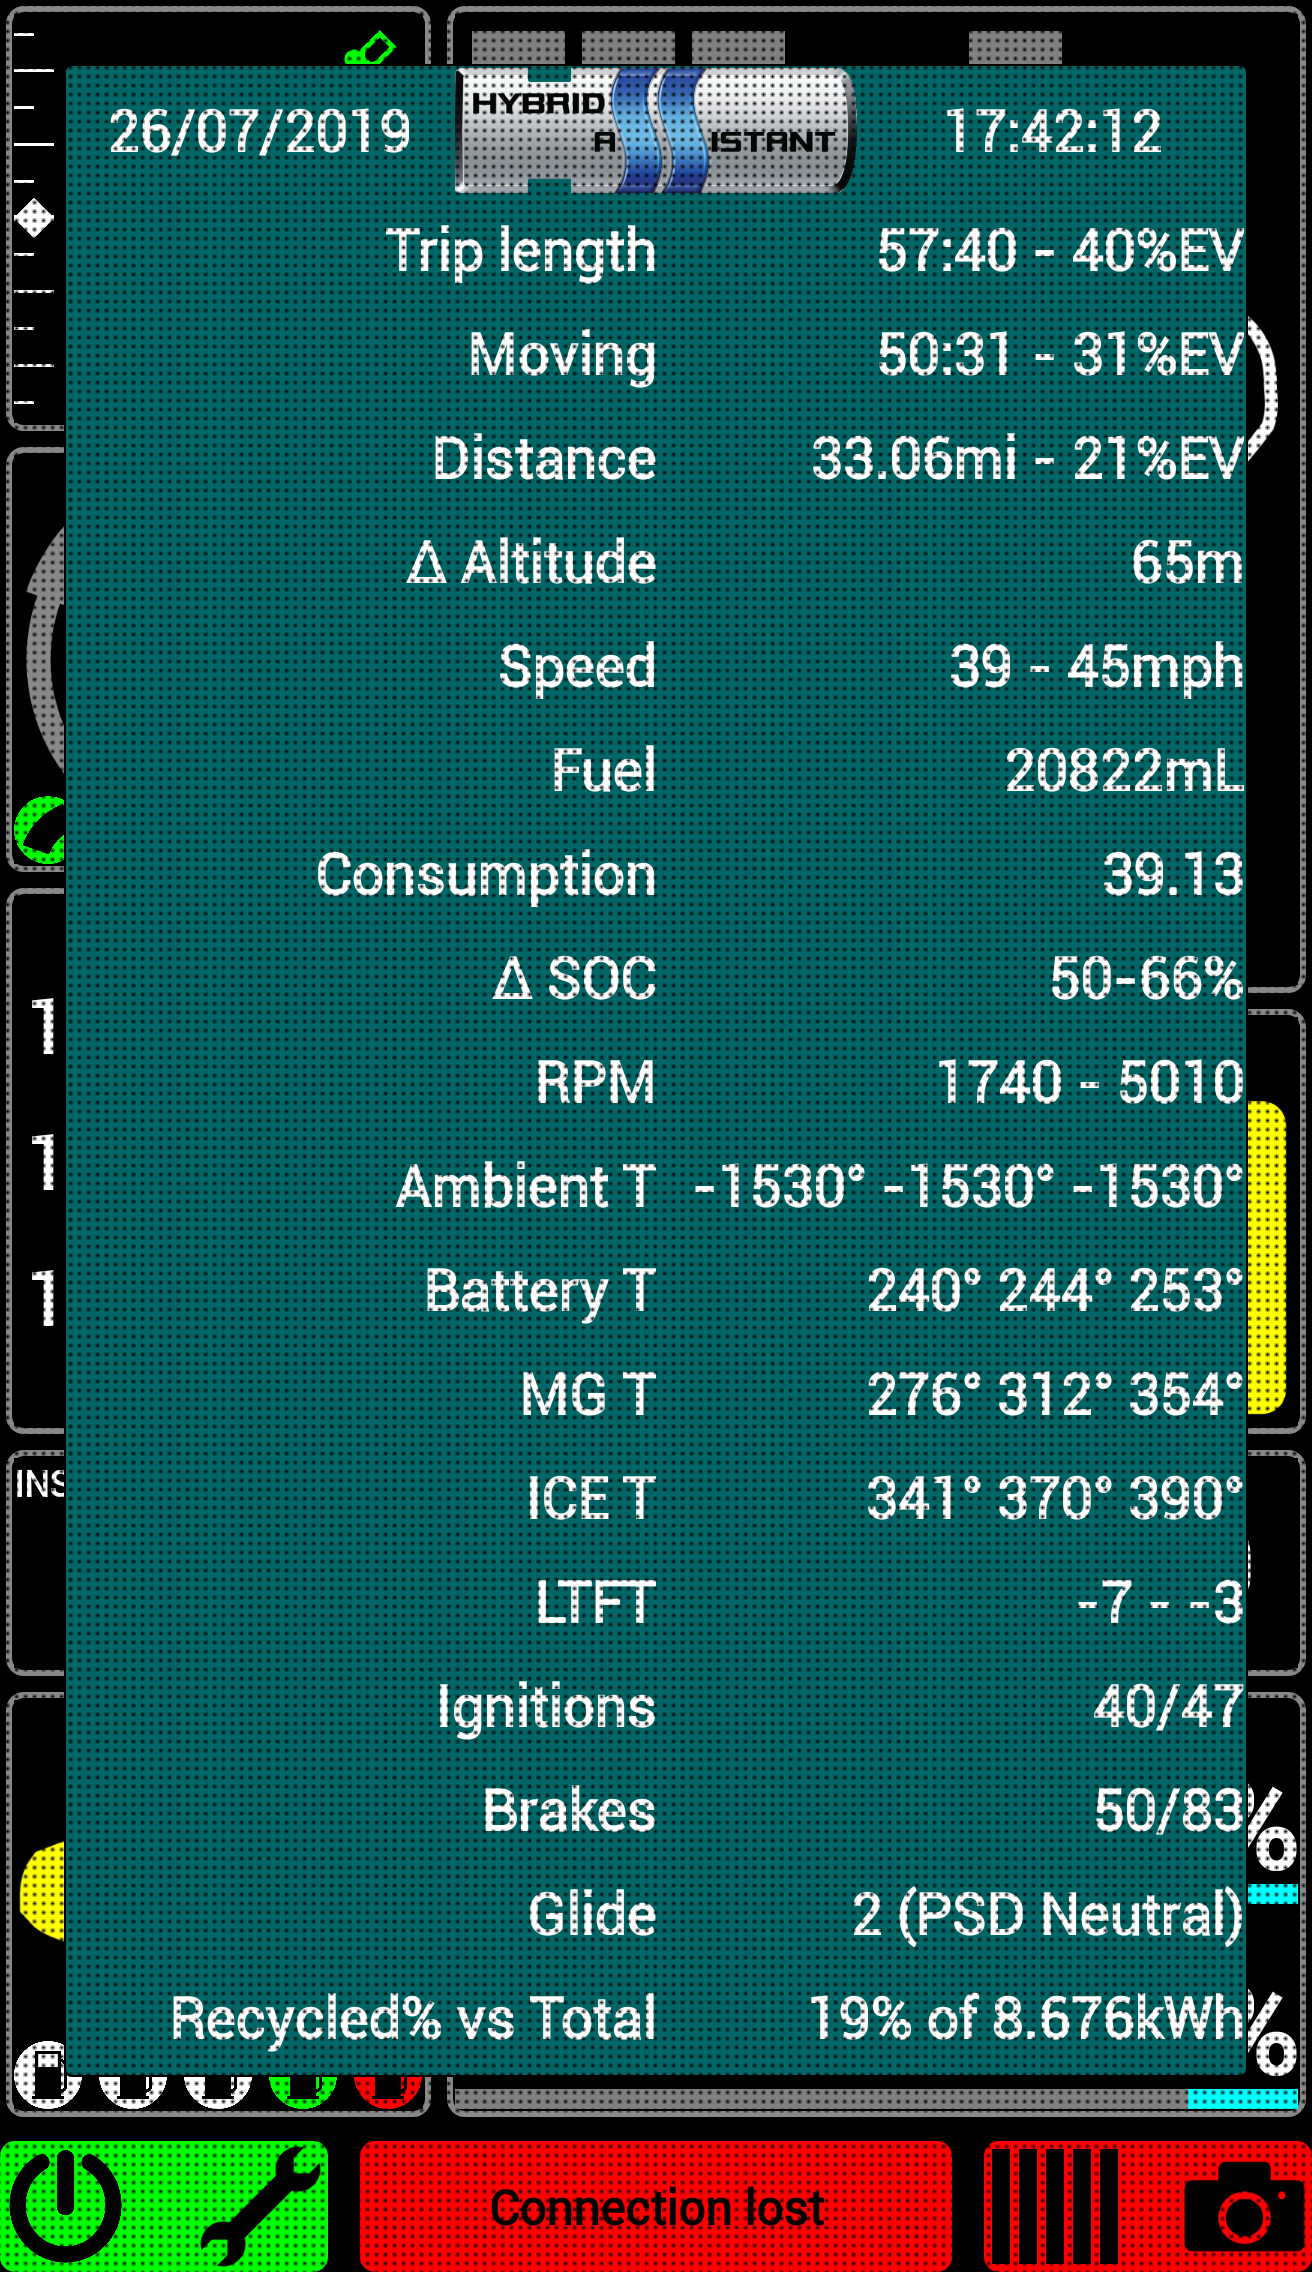 26/07/2019 HYBRID ASSISTANT 17:42:12
Trip length 57:40 - 40%EV
Moving 50:31 - 31%EV
Distance 33.06mi - 21%EV
Δ Altitude 65m
Speed 39 - 45mph
Fuel 20822mL
Consumption 39.13
Δ SOC 50-66%
1
RPM 1740 - 5010
1
Ambient T -1530° -1530° -1530°
1
Battery T 240° 244° 253°
MG T 276° 312° 354°
INS
ICE T 341° 370° 390°
LTFT -7 - -3
Ignitions 40/47
Brakes 50/83
%
Glide 2 (PSD Neutral)
Recycled% vs Total 19% of 8.676kWh
%
Connection lost